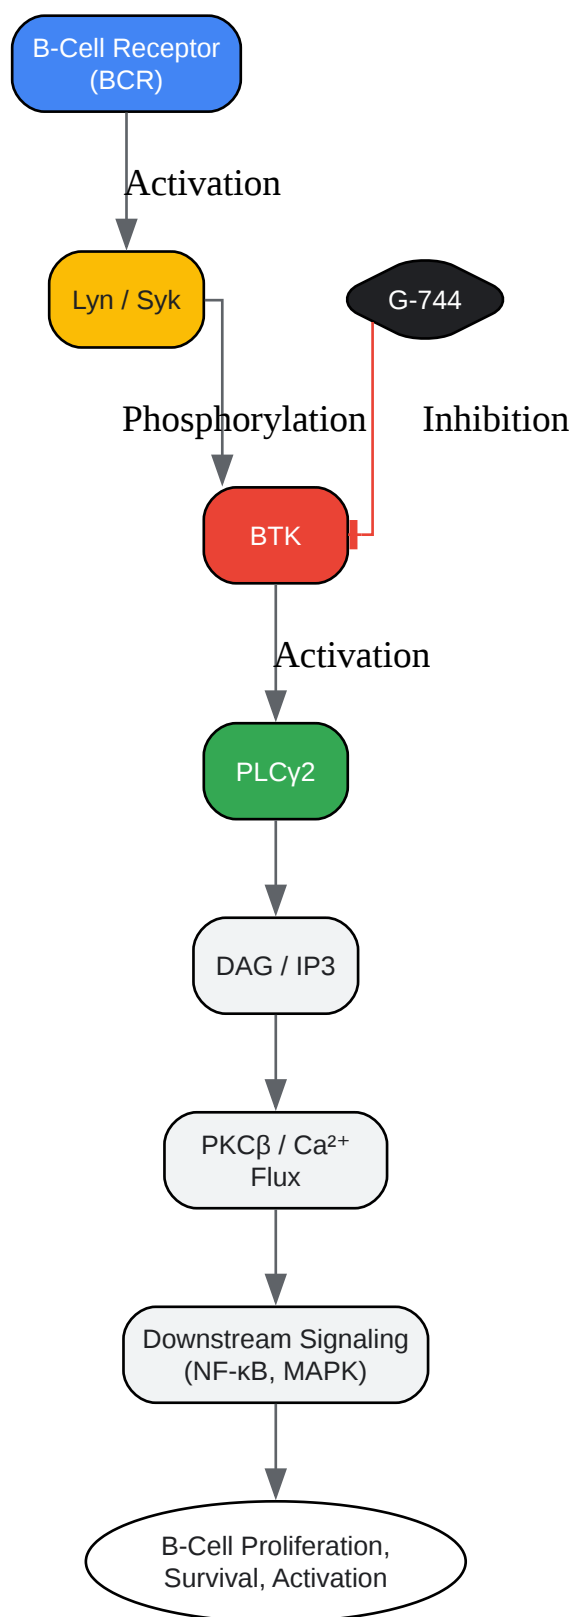 B-Cell Receptor
(BCR)
Activation
Lyn / Syk
G-744
Phosphorylation
Inhibition
BTK
Activation
PLCγ2
DAG / IP3
PKCβ / Ca²⁺
Flux
Downstream Signaling
(NF-κB, MAPK)
B-Cell Proliferation,
Survival, Activation